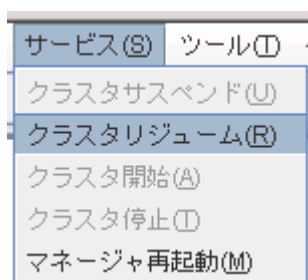 サービス(S) ツール(T)
クラスタサスペンド(U)
クラスタリジューム(R)
クラスタ開始(A)
クラスタ停止(T)
マネージャ再起動(M)